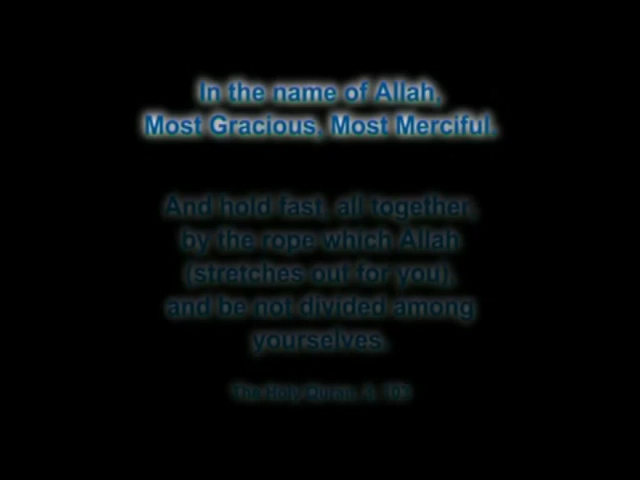 In the name of Allah,
Most Gracious, Most Merciful.
And hold fast, all together,
by the rope which Allah
(stretches out for you),
and be not divided among
yourselves.
The Holy Quran,